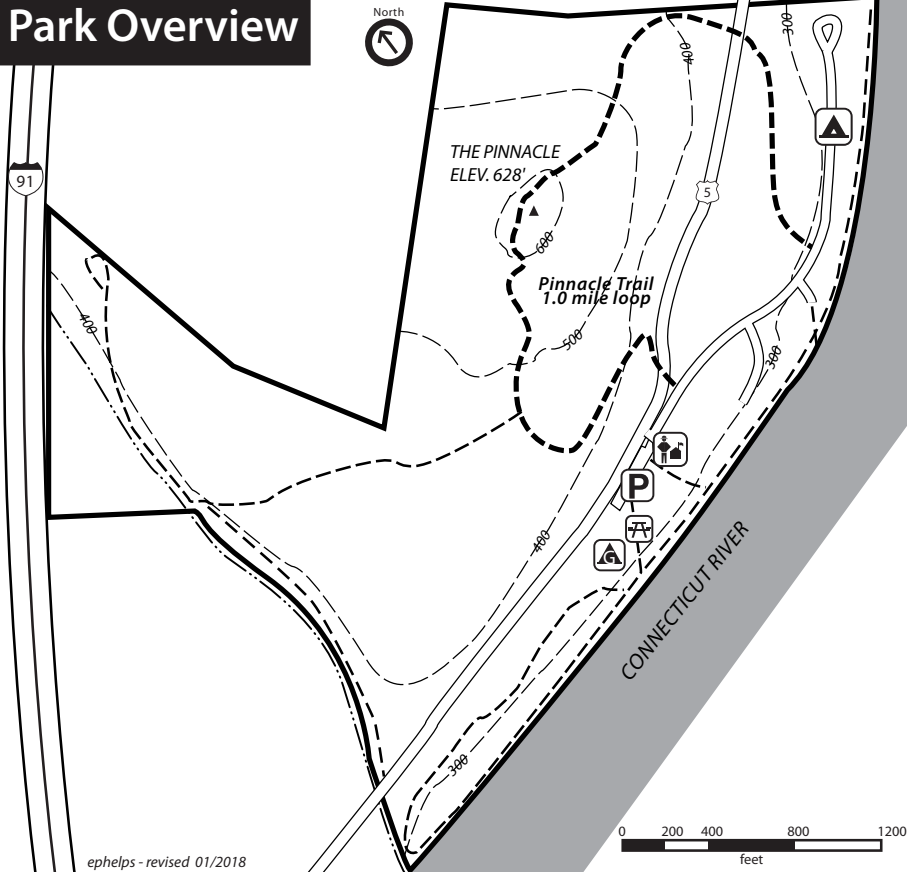 Park Overview
North
91
THE PINNACLE
ELEV. 628'
600
Pinnacle Trail
1.0 mile loop
5
400
300
500
400
300
400
300
P
G
CONNECTICUT RIVER
0 200 400 800 1200
feet
ephelps - revised 01/2018